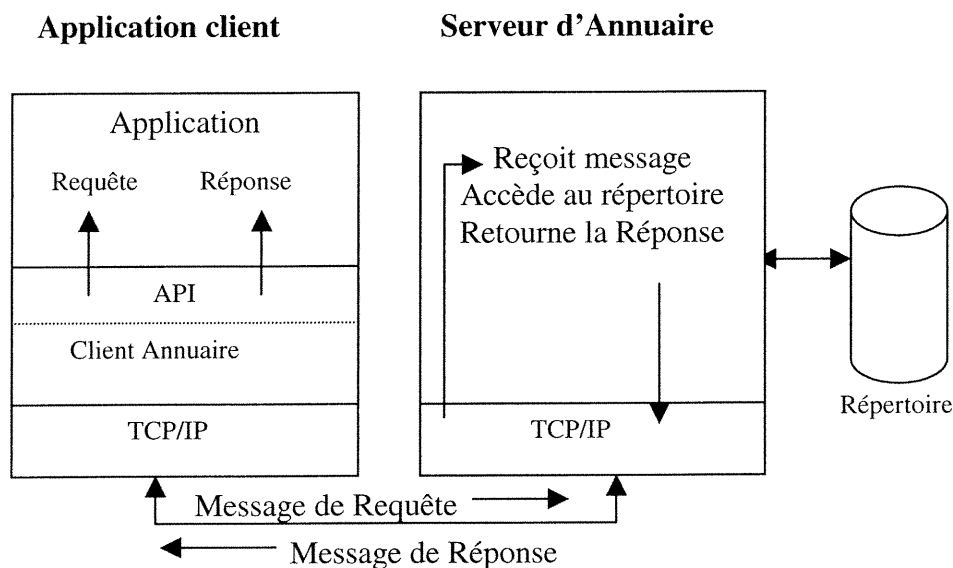 Application client
Serveur d'Annuaire
Application
Requête
Réponse
API
Client Annuaire
TCP/IP
Reçoit message
Accède au répertoire
Retourne la Réponse
TCP/IP
Répertoire
Message de Requête
Message de Réponse